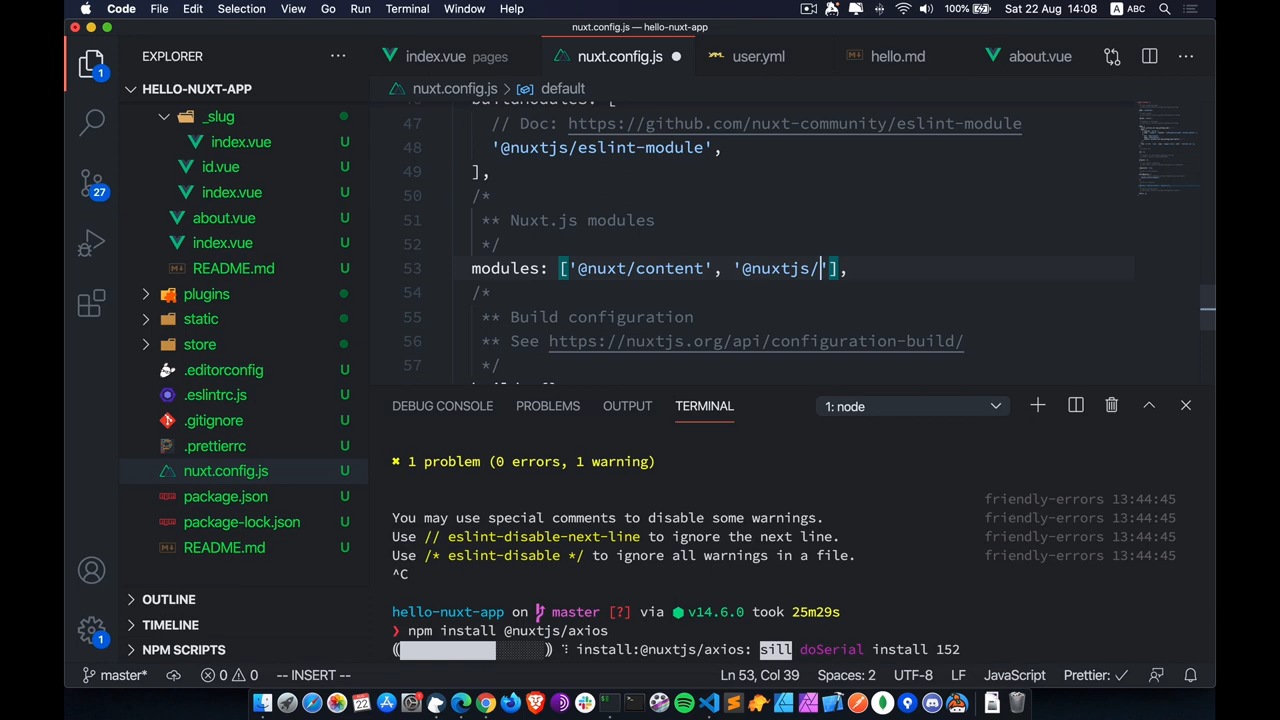 Code File Edit Selection View Go Run Terminal Window Help 100% Sat 22 Aug 14:08 A ABC
nuxt.config.js — hello-nuxt-app
1
EXPLORER ···
index.vue pages nuxt.config.js user.yml hello.md about.vue ···
HELLO-NUXT-APP
nuxt.config.js > default
_slug
index.vue U
id.vue U
index.vue U
about.vue U
index.vue U
README.md U
plugins
static
store
.editorconfig U
.eslintrc.js U
.gitignore U
.prettierrc U
nuxt.config.js U
package.json U
package-lock.json U
README.md U
OUTLINE
TIMELINE
NPM SCRIPTS
27
1
47 // Doc: https://github.com/nuxt-community/eslint-module
48 '@nuxtjs/eslint-module',
49 ],
50 /*
51 ** Nuxt.js modules
52 */
53 modules: ['@nuxt/content', '@nuxtjs/'],
54 /*
55 ** Build configuration
56 ** See https://nuxtjs.org/api/configuration-build/
57 */
DEBUG CONSOLE PROBLEMS OUTPUT TERMINAL 1: node
✖ 1 problem (0 errors, 1 warning)
friendly-errors 13:44:45
You may use special comments to disable some warnings. friendly-errors 13:44:45
Use // eslint-disable-next-line to ignore the next line. friendly-errors 13:44:45
Use /* eslint-disable */ to ignore all warnings in a file. friendly-errors 13:44:45
^C
hello-nuxt-app on master [?] via v14.6.0 took 25m29s
❯ npm install @nuxtjs/axios
install:@nuxtjs/axios: sill doSerial install 152
master* 0 0 -- INSERT -- Ln 53, Col 39 Spaces: 2 UTF-8 LF JavaScript Prettier: ✓